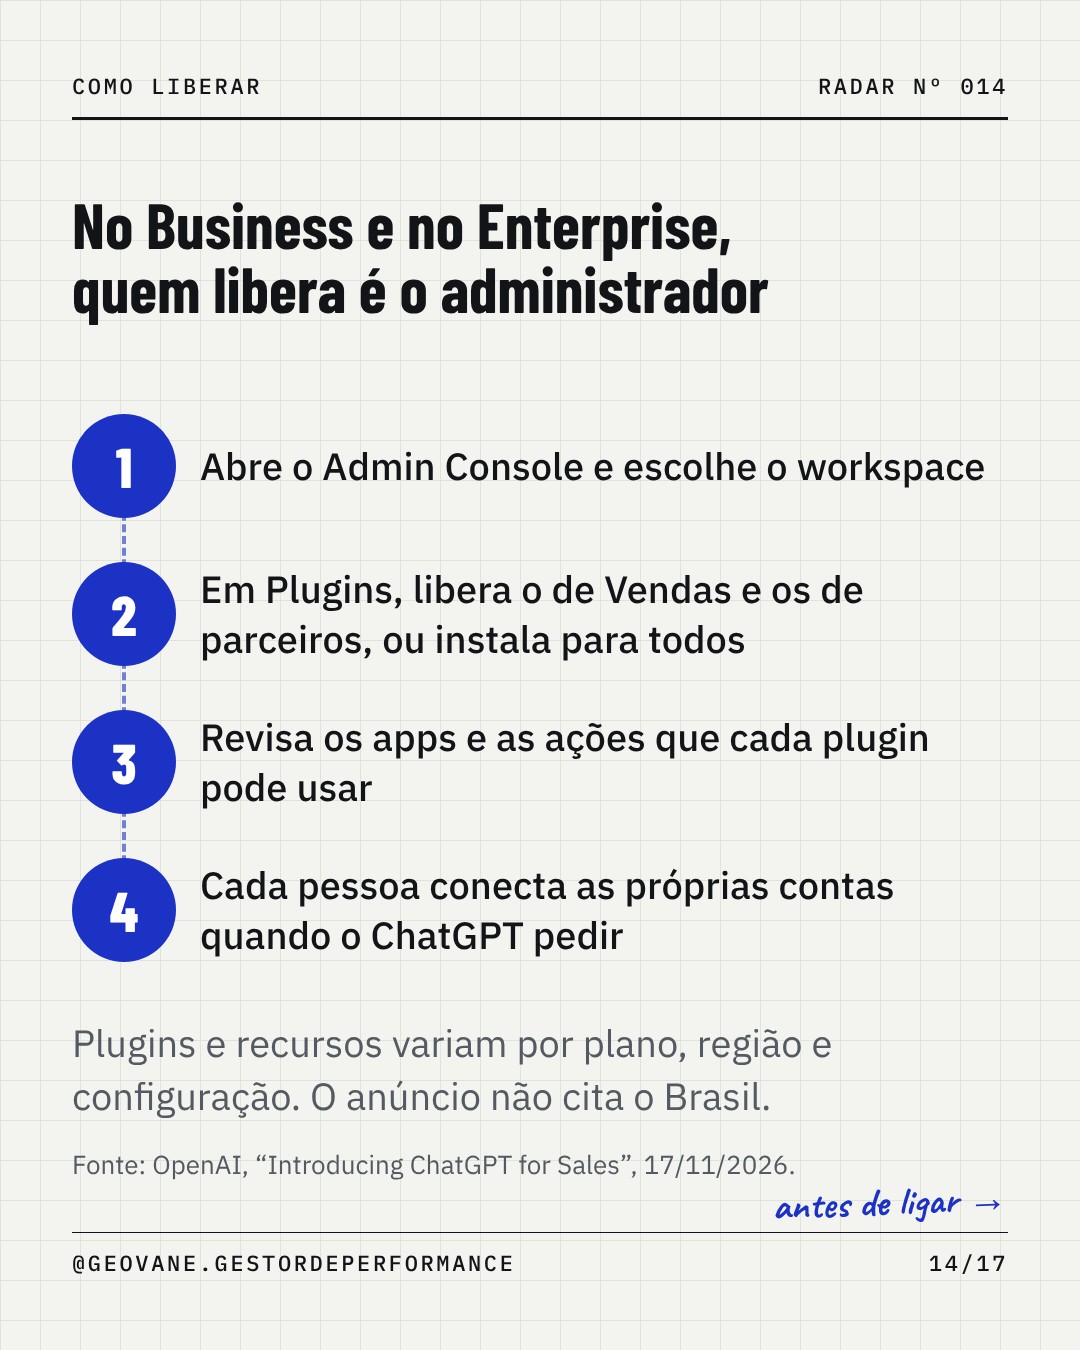 COMO LIBERAR
RADAR Nº 014
No Business e no Enterprise,
quem libera é o administrador
1
Abre o Admin Console e escolhe o workspace
2
Em Plugins, libera o de Vendas e os de
parceiros, ou instala para todos
3
Revisa os apps e as ações que cada plugin
pode usar
4
Cada pessoa conecta as próprias contas
quando o ChatGPT pedir
Plugins e recursos variam por plano, região e
configuração. O anúncio não cita o Brasil.
Fonte: OpenAI, “Introducing ChatGPT for Sales”, 17/11/2026.
antes de ligar →
@GEOVANE.GESTORDEPERFORMANCE
14/17